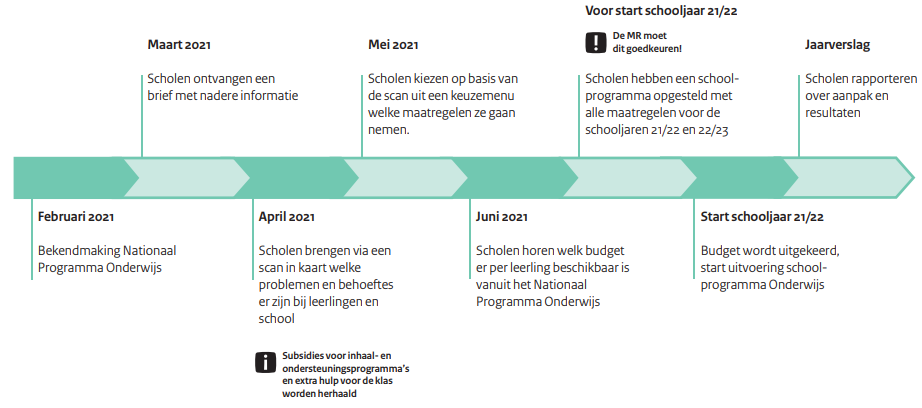 Maart 2021
Scholen ontvangen een
brief met nadere informatie
Mei 2021
Scholen kiezen op basis van
de scan uit een keuzemenu
welke maatregelen ze gaan
nemen.
Voor start schooljaar 21/22
De MR moet
dit goedkeuren!
Scholen hebben een school-
programma opgesteld met
alle maatregelen voor de
schooljaren 21/22 en 22/23
Jaarverslag
Scholen rapporteren
over aanpak en
resultaten
Februari 2021
Bekendmaking Nationaal
Programma Onderwijs
April 2021
Scholen brengen via een
scan in kaart welke
problemen en behoeftes
er zijn bij leerlingen en
school
Subsidies voor inhaal- en
ondersteuningsprogramma's
en extra hulp voor de klas
worden herhaald
Juni 2021
Scholen horen welk budget
er per leerling beschikbaar is
vanuit het Nationaal
Programma Onderwijs
Start schooljaar 21/22
Budget wordt uitgekeerd,
start uitvoering school-
programma Onderwijs